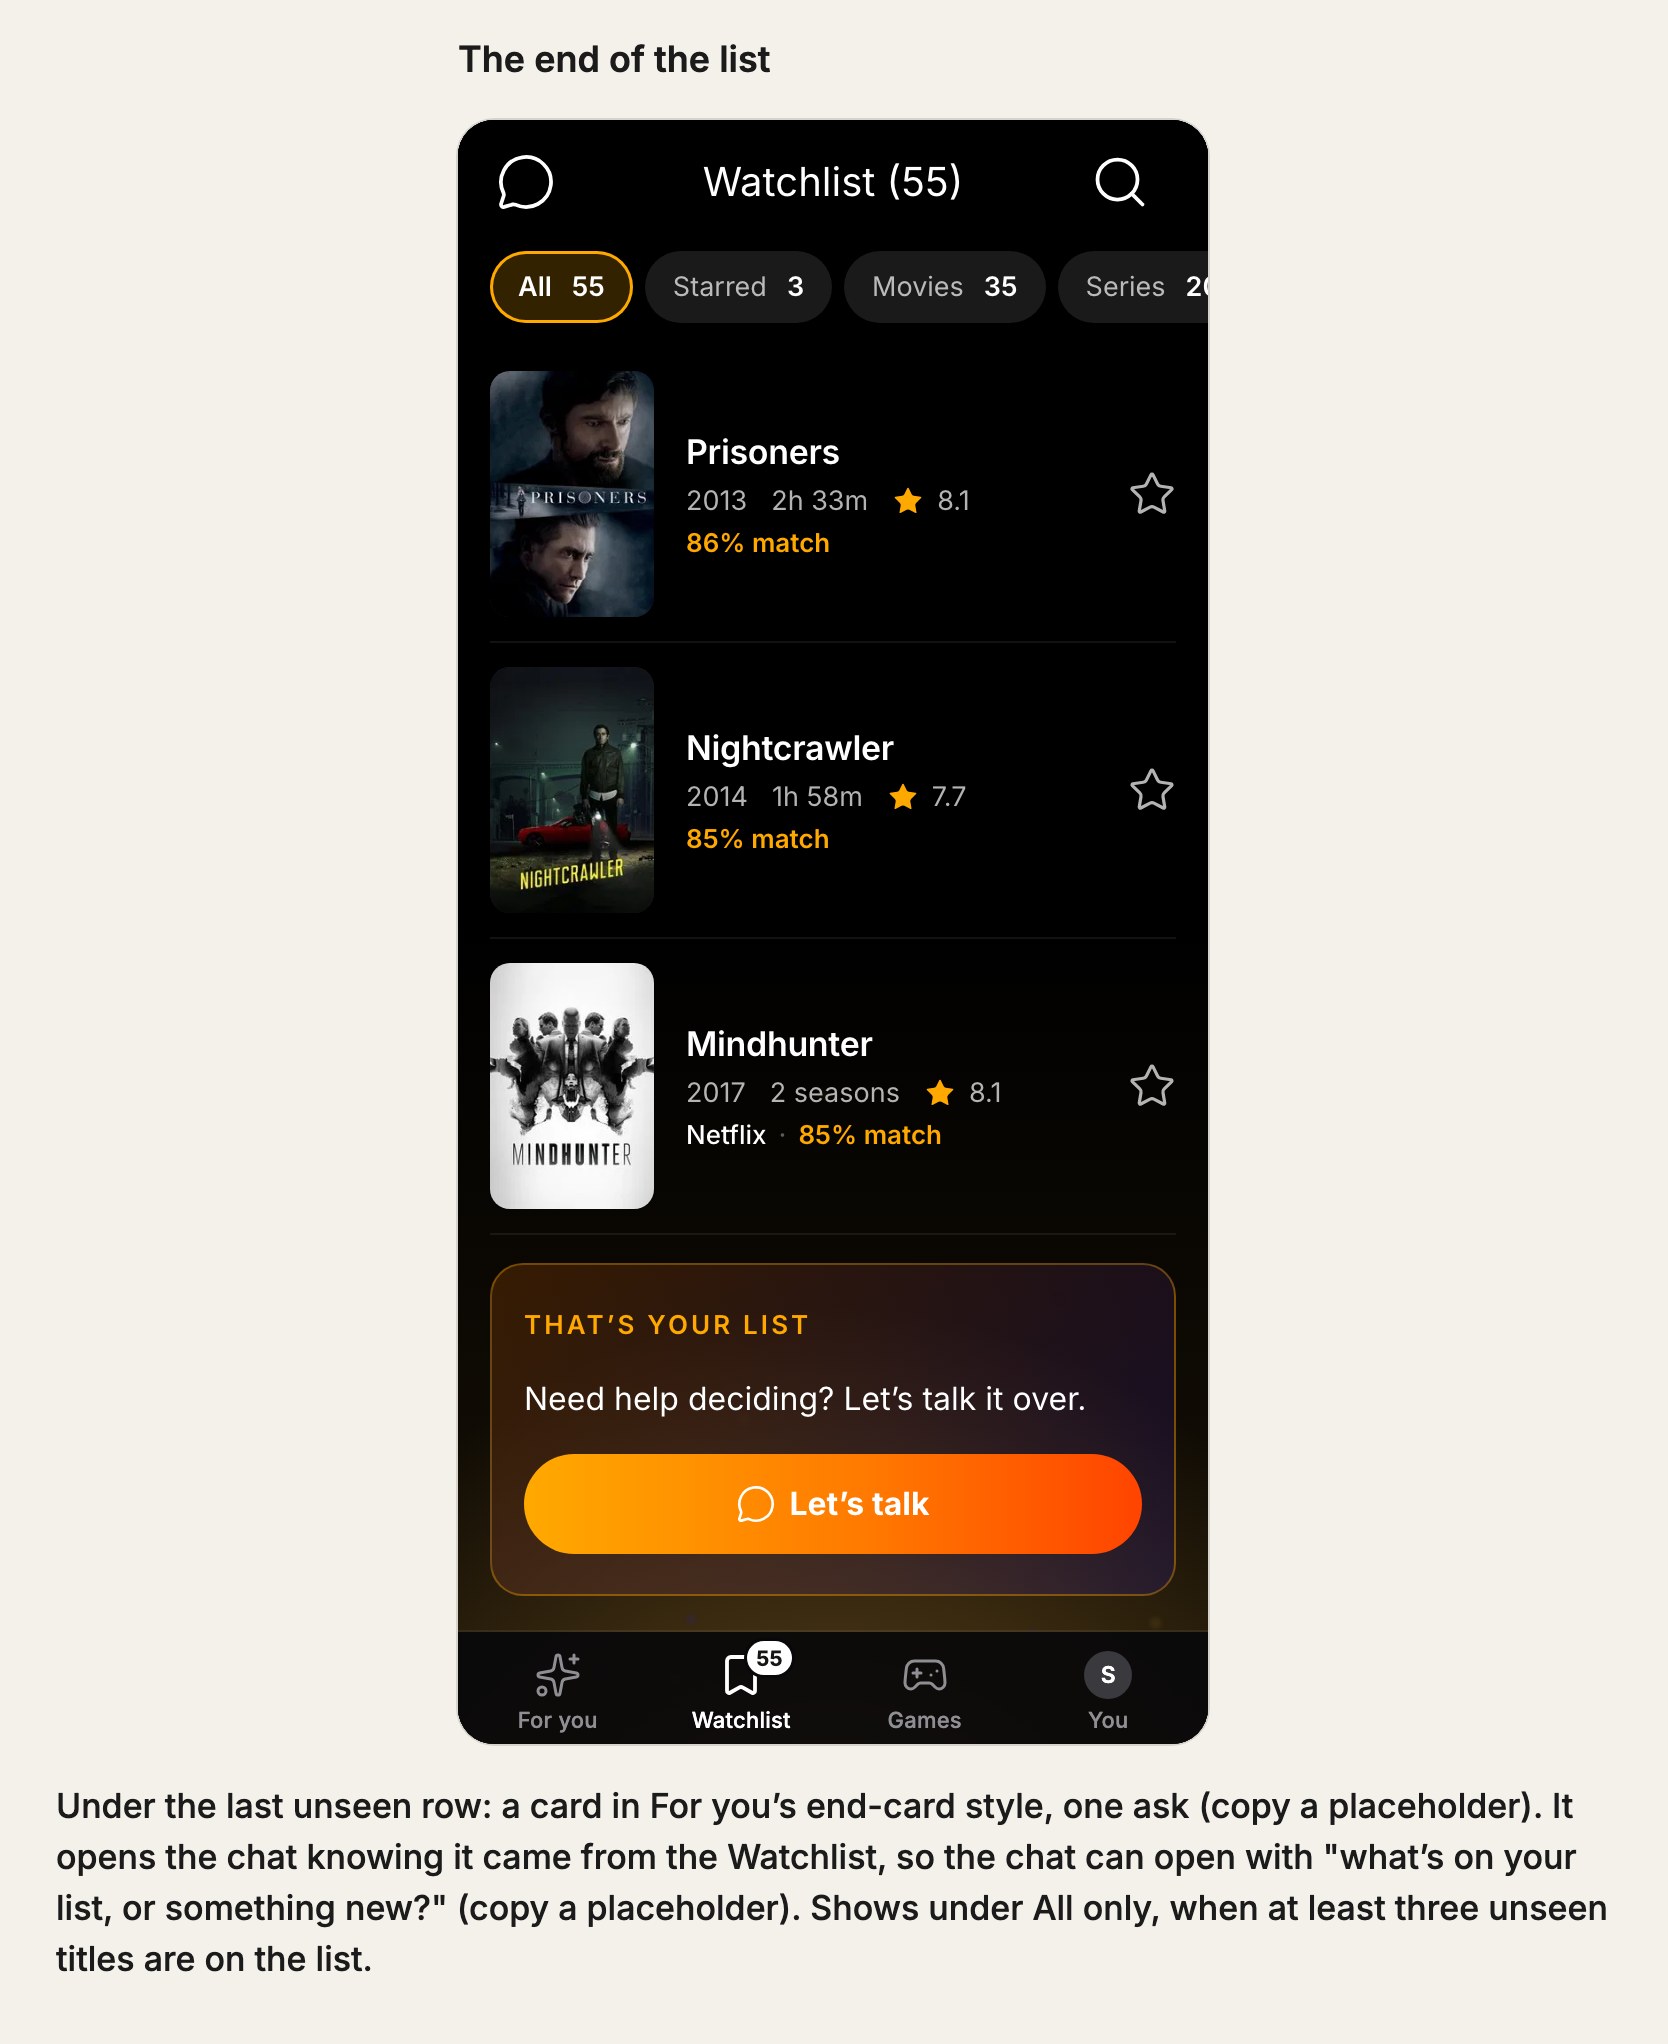 The end of the list
Watchlist (55)
All 55 Starred 3 Movies 35 Series
PRISONERS
Prisoners
2013 2h 33m 8.1
86% match
NIGHTCRAWLER
Nightcrawler
2014 1h 58m 7.7
85% match
MINDHUNTER
Mindhunter
2017 2 seasons 8.1
Netflix · 85% match
THAT’S YOUR LIST
Need help deciding? Let’s talk it over.
Let’s talk
55
For you Watchlist Games You
S
Under the last unseen row: a card in For you’s end-card style, one ask (copy a placeholder). It
opens the chat knowing it came from the Watchlist, so the chat can open with "what’s on your
list, or something new?" (copy a placeholder). Shows under All only, when at least three unseen
titles are on the list.